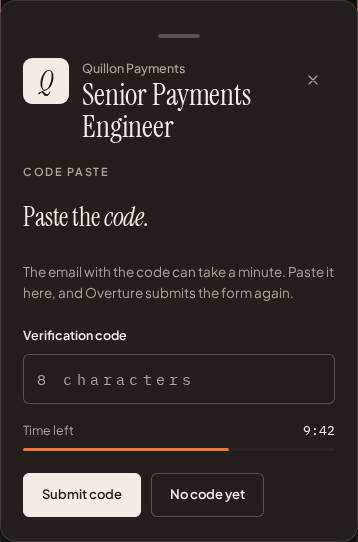 Q
Quillon Payments
Senior Payments
Engineer
CODE PASTE
Paste the code.
The email with the code can take a minute. Paste it
here, and Overture submits the form again.
Verification code
8 characters
Time left 9:42
Submit code No code yet